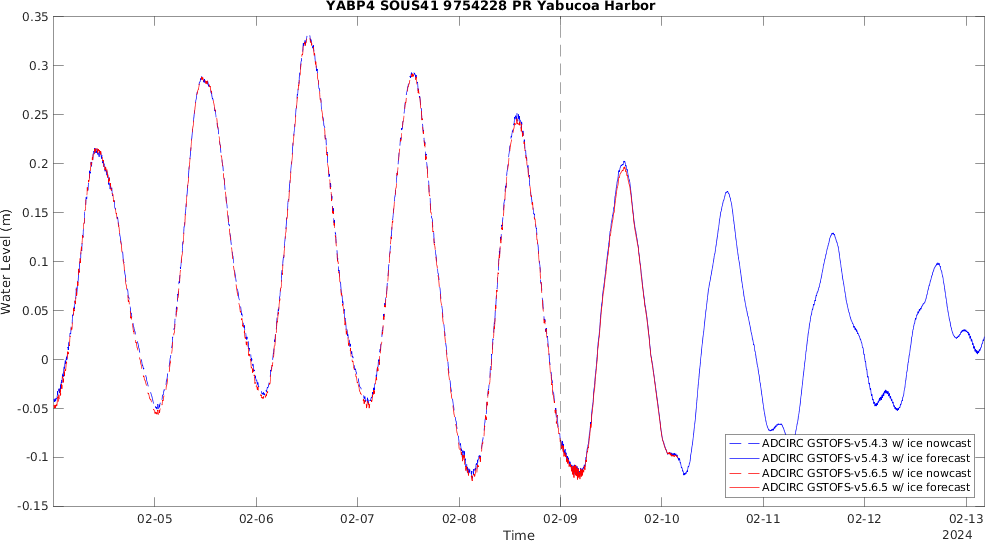 YABP4 SOUS41 9754228 PR Yabucoa Harbor
Water Level (m)
0.35
0.3
0.25
0.2
0.15
0.1
0.05
0
-0.05
-0.1
-0.15
ADCIRC GSTOFS-v5.4.3 w/ ice nowcast
ADCIRC GSTOFS-v5.4.3 w/ ice forecast
ADCIRC GSTOFS-v5.6.5 w/ ice nowcast
ADCIRC GSTOFS-v5.6.5 w/ ice forecast
02-05 02-06 02-07 02-08 02-09 02-10 02-11 02-12 02-13
Time
2024